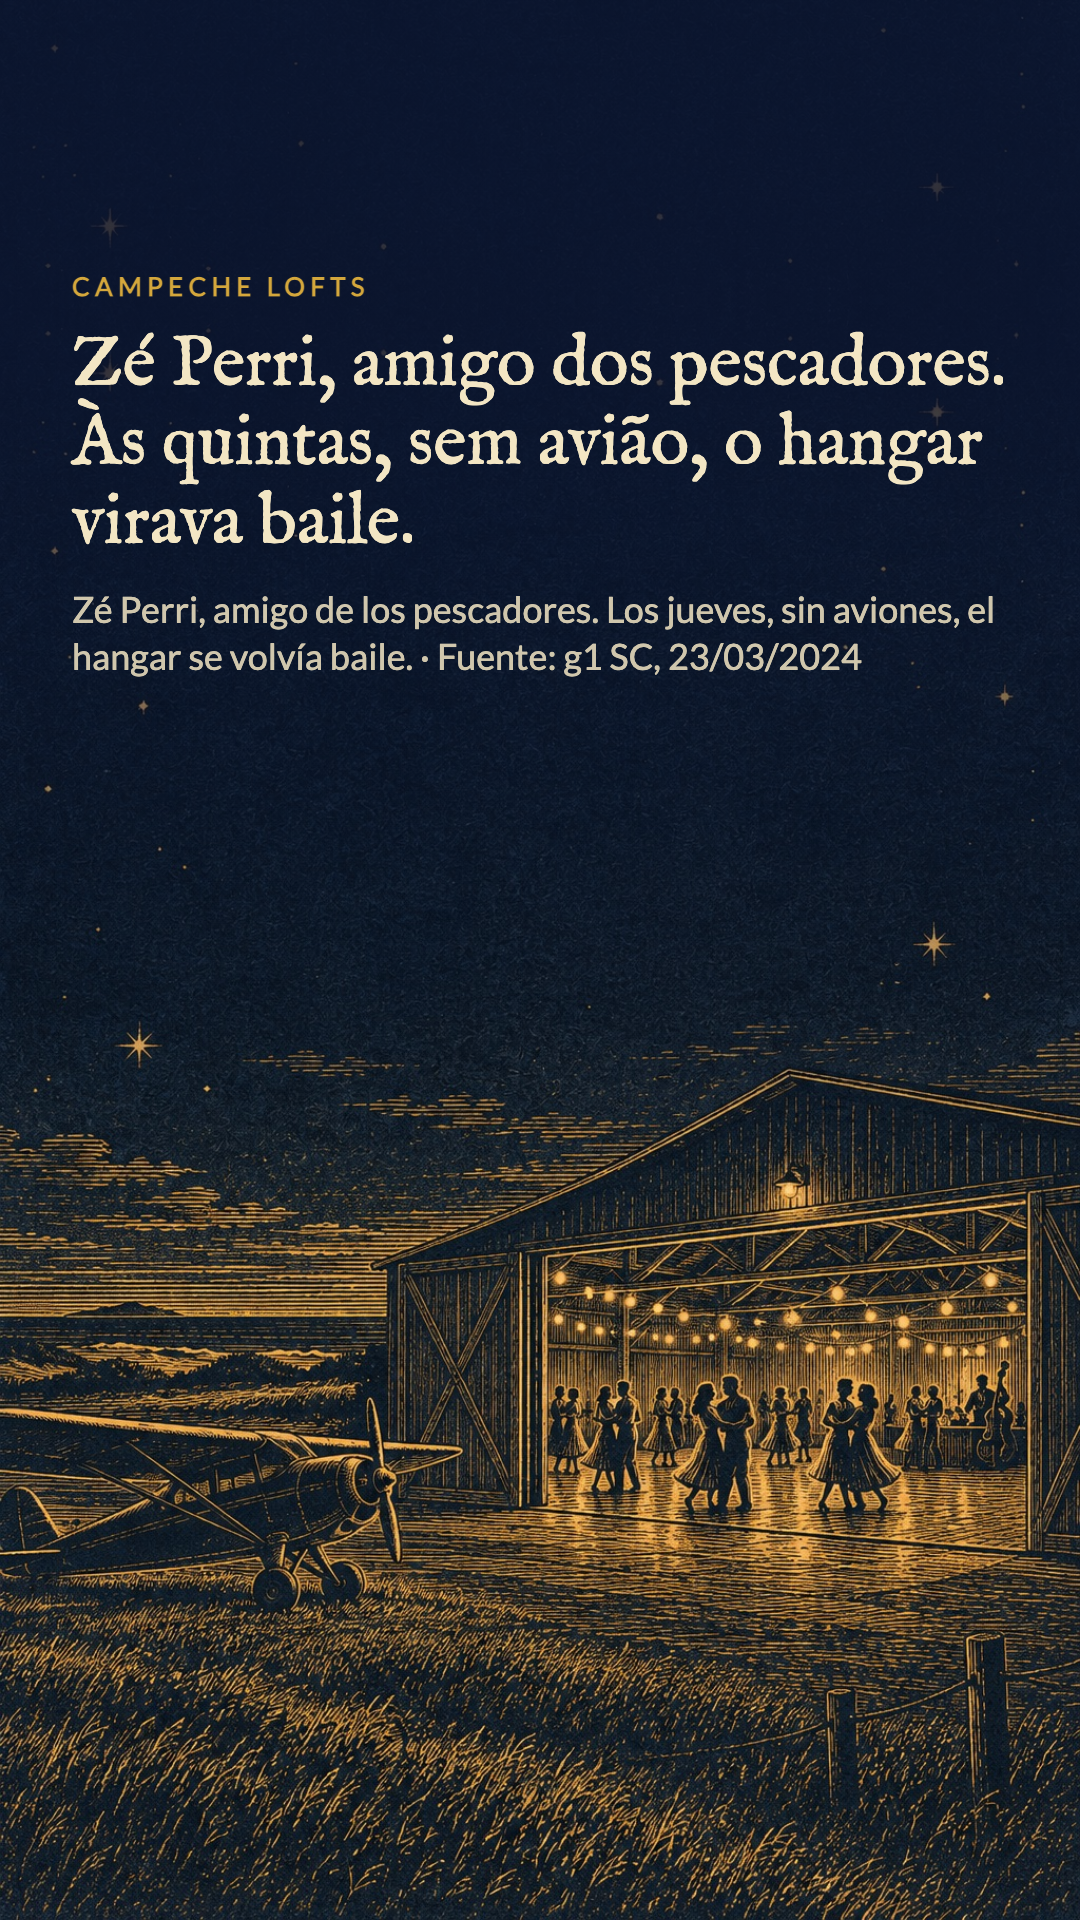 CAMPECHE LOFTS
Zé Perri, amigo dos pescadores.
Às quintas, sem avião, o hangar
virava baile.
Zé Perri, amigo de los pescadores. Los jueves, sin aviones, el
hangar se volvía baile. · Fuente: g1 SC, 23/03/2024